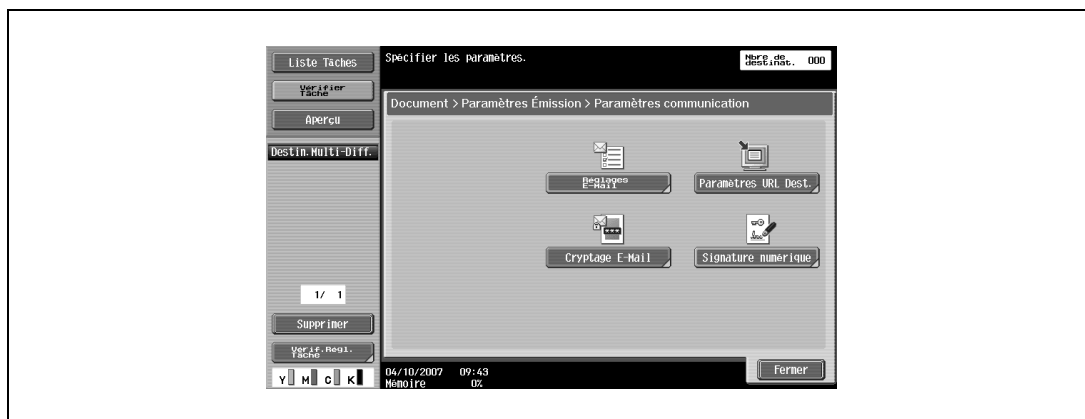 Liste Tâches
Vérifier
Tâche
Aperçu
Destin.Multi-Diff.
1/ 1
Supprimer
Vérif.Régl.
Tâche
Y M C K
Spécifier les paramètres.
Nbre de
destinat. 000
Document > Paramètres Émission > Paramètres communication
Réglages
E-Mail
Paramètres URL Dest.
Cryptage E-Mail
Signature numérique
04/10/2007 09:43
Mémoire 0%
Fermer